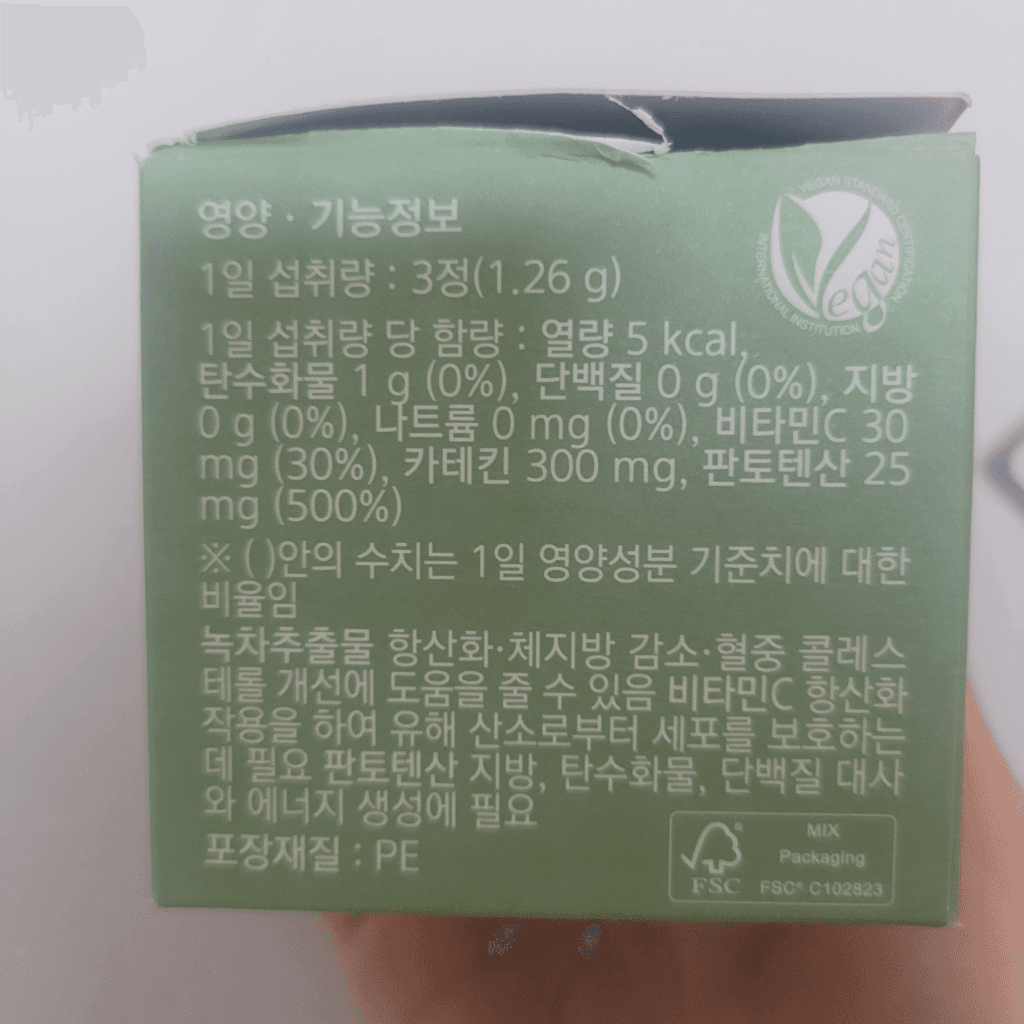 영양 · 기능정보
1일 섭취량 : 3정(1.26 g)
1일 섭취량 당 함량 : 열량 5 kcal,
탄수화물 1 g (0%), 단백질 0 g (0%), 지방
0 g (0%), 나트륨 0 mg (0%), 비타민C 30
mg (30%), 카테킨 300 mg, 판토텐산 25
mg (500%)
※ ( )안의 수치는 1일 영양성분 기준치에 대한
비율임
녹차추출물 항산화·체지방 감소·혈중 콜레스
테롤 개선에 도움을 줄 수 있음 비타민C 항산화
작용을 하여 유해 산소로부터 세포를 보호하는
데 필요 판토텐산 지방, 탄수화물, 단백질 대사
와 에너지 생성에 필요
포장재질 : PE
VEGAN STANDARD CERTIFICATION
INTERNATIONAL INSTITUTION
Vegan
FSC
MIX
Packaging
FSC® C102823